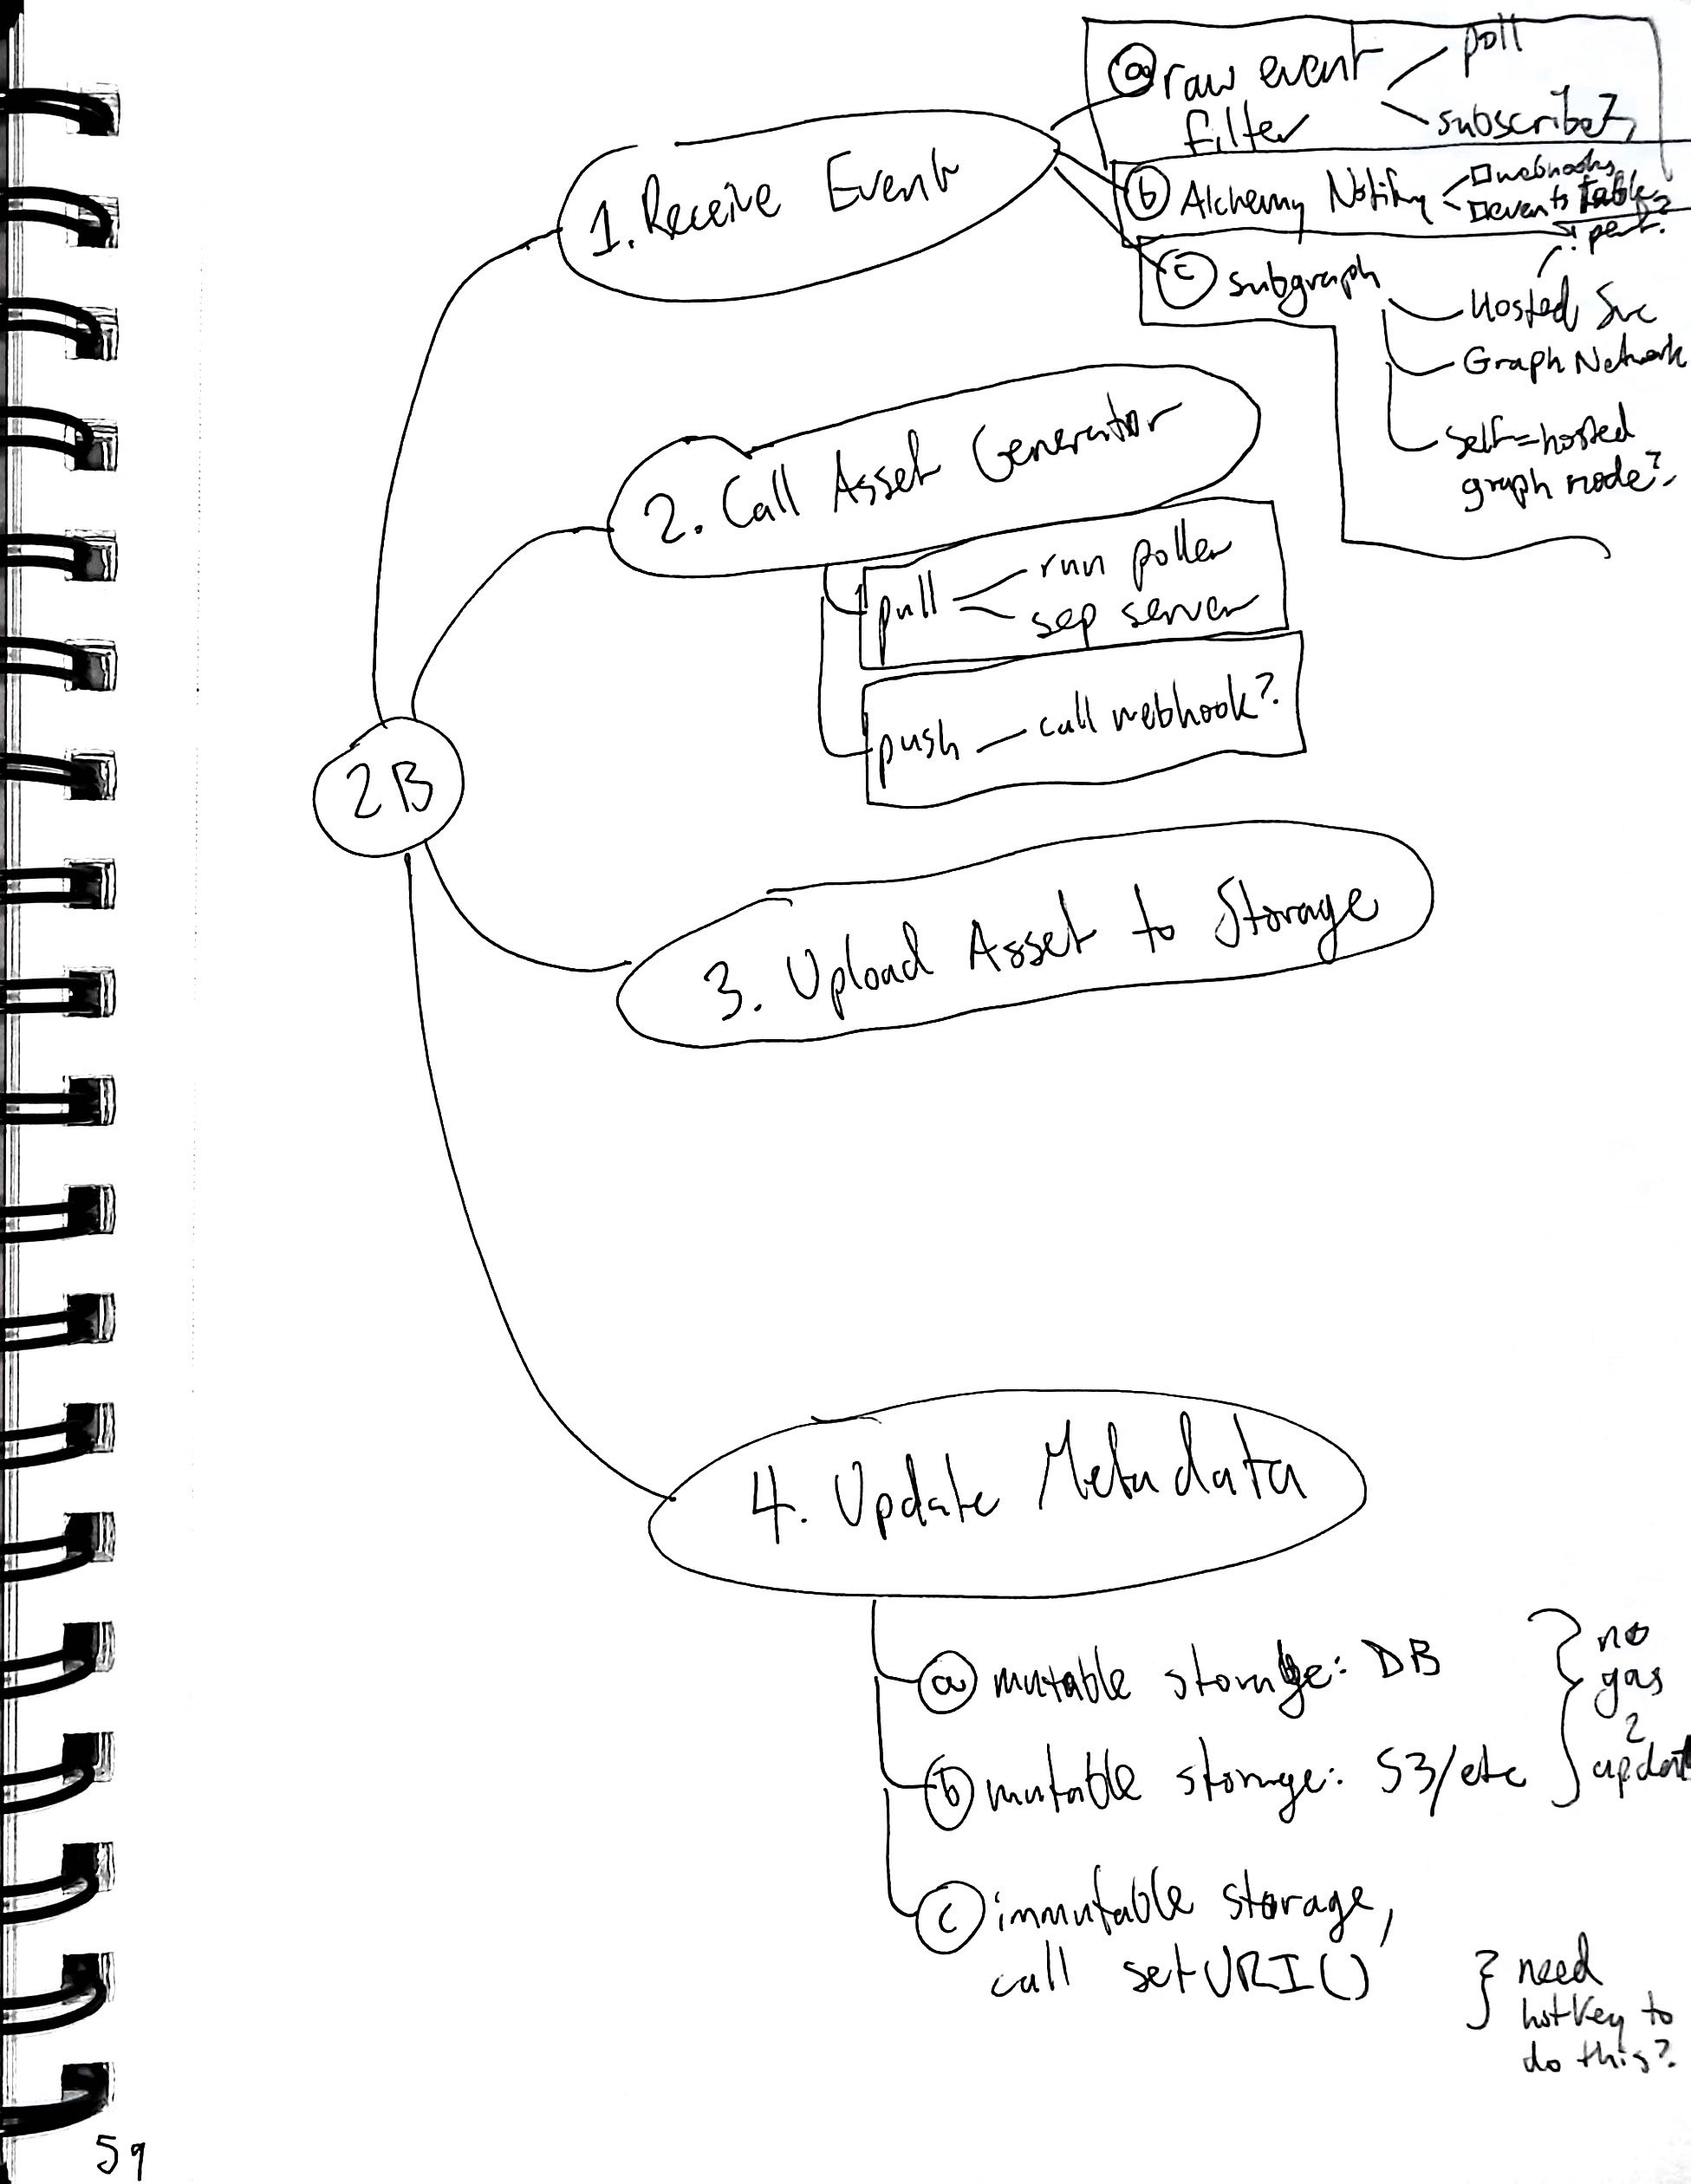 ⓐ raw event
filter
poll
subscribe?
1. Receive Event
ⓑ Alchemy Notify
webhooks
events table
perf.
ⓒ subgraph
Hosted Svc
Graph Network
self-hosted
graph node?
2. Call Asset Generator
pull
run poller
sep server
push — call webhook?
2B
3. Upload Asset to Storage
4. Update Metadata
ⓐ mutable storage: DB
ⓑ mutable storage: S3/etc
no
gas
2
updat
ⓒ immutable storage,
call setURI()
need
hotkey to
do this?
59